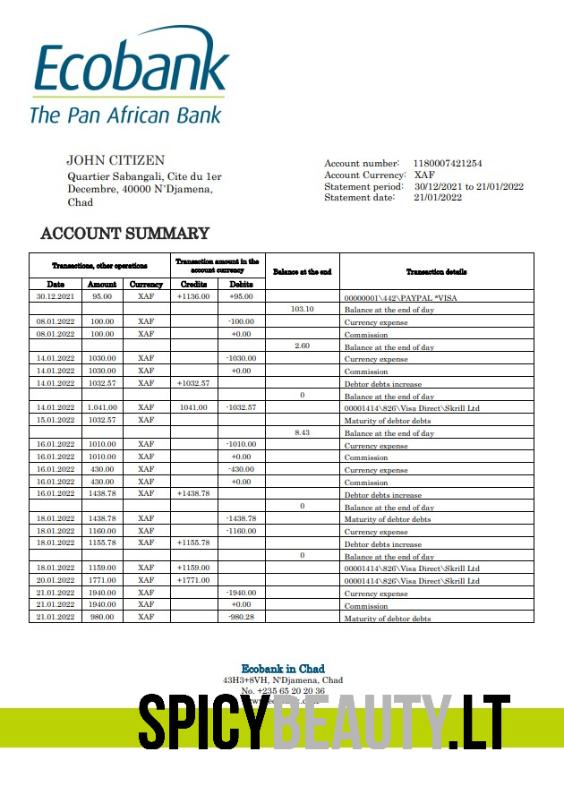 Ecobank
The Pan African Bank
JOHN CITIZEN
Quartier Sabangali, Cite du 1er
Decembre, 40000 N'Djamena,
Chad
Account number: 1180007421254
Account Currency: XAF
Statement period: 30/12/2021 to 21/01/2022
Statement date: 21/01/2022
ACCOUNT SUMMARY
Transactions, other operations Transaction amount in the account currency Balance at the end Transaction details
Date Amount Currency Credits Debits
30.12.2021 95.00 XAF +1136.00 +95.00 00000001\442\PAYPAL *VISA
103.10 Balance at the end of day
08.01.2022 100.00 XAF -100.00 Currency expense
08.01.2022 100.00 XAF +0.00 Commission
2.60 Balance at the end of day
14.01.2022 1030.00 XAF -1030.00 Currency expense
14.01.2022 1030.00 XAF +0.00 Commission
14.01.2022 1032.57 XAF +1032.57 Debtor debts increase
0 Balance at the end of day
14.01.2022 1.041.00 XAF 1041.00 -1032.57 00001414\826\Visa Direct\Skrill Ltd
15.01.2022 1032.57 XAF Maturity of debtor debts
8.43 Balance at the end of day
16.01.2022 1010.00 XAF -1010.00 Currency expense
16.01.2022 1010.00 XAF +0.00 Commission
16.01.2022 430.00 XAF -430.00 Currency expense
16.01.2022 430.00 XAF +0.00 Commission
16.01.2022 1438.78 XAF +1438.78 Debtor debts increase
0 Balance at the end of day
18.01.2022 1438.78 XAF -1438.78 Maturity of debtor debts
18.01.2022 1160.00 XAF -1160.00 Currency expense
18.01.2022 1155.78 XAF +1155.78 Debtor debts increase
0 Balance at the end of day
18.01.2022 1159.00 XAF +1159.00 00001414\826\Visa Direct\Skrill Ltd
20.01.2022 1771.00 XAF +1771.00 00001414\826\Visa Direct\Skrill Ltd
21.01.2022 1940.00 XAF -1940.00 Currency expense
21.01.2022 1940.00 XAF +0.00 Commission
21.01.2022 980.00 XAF -980.28 Maturity of debtor debts
Ecobank in Chad
43H3+8VH, N'Djamena, Chad
No. +235 65 20 20 36
SPICYBEAUTY.LT